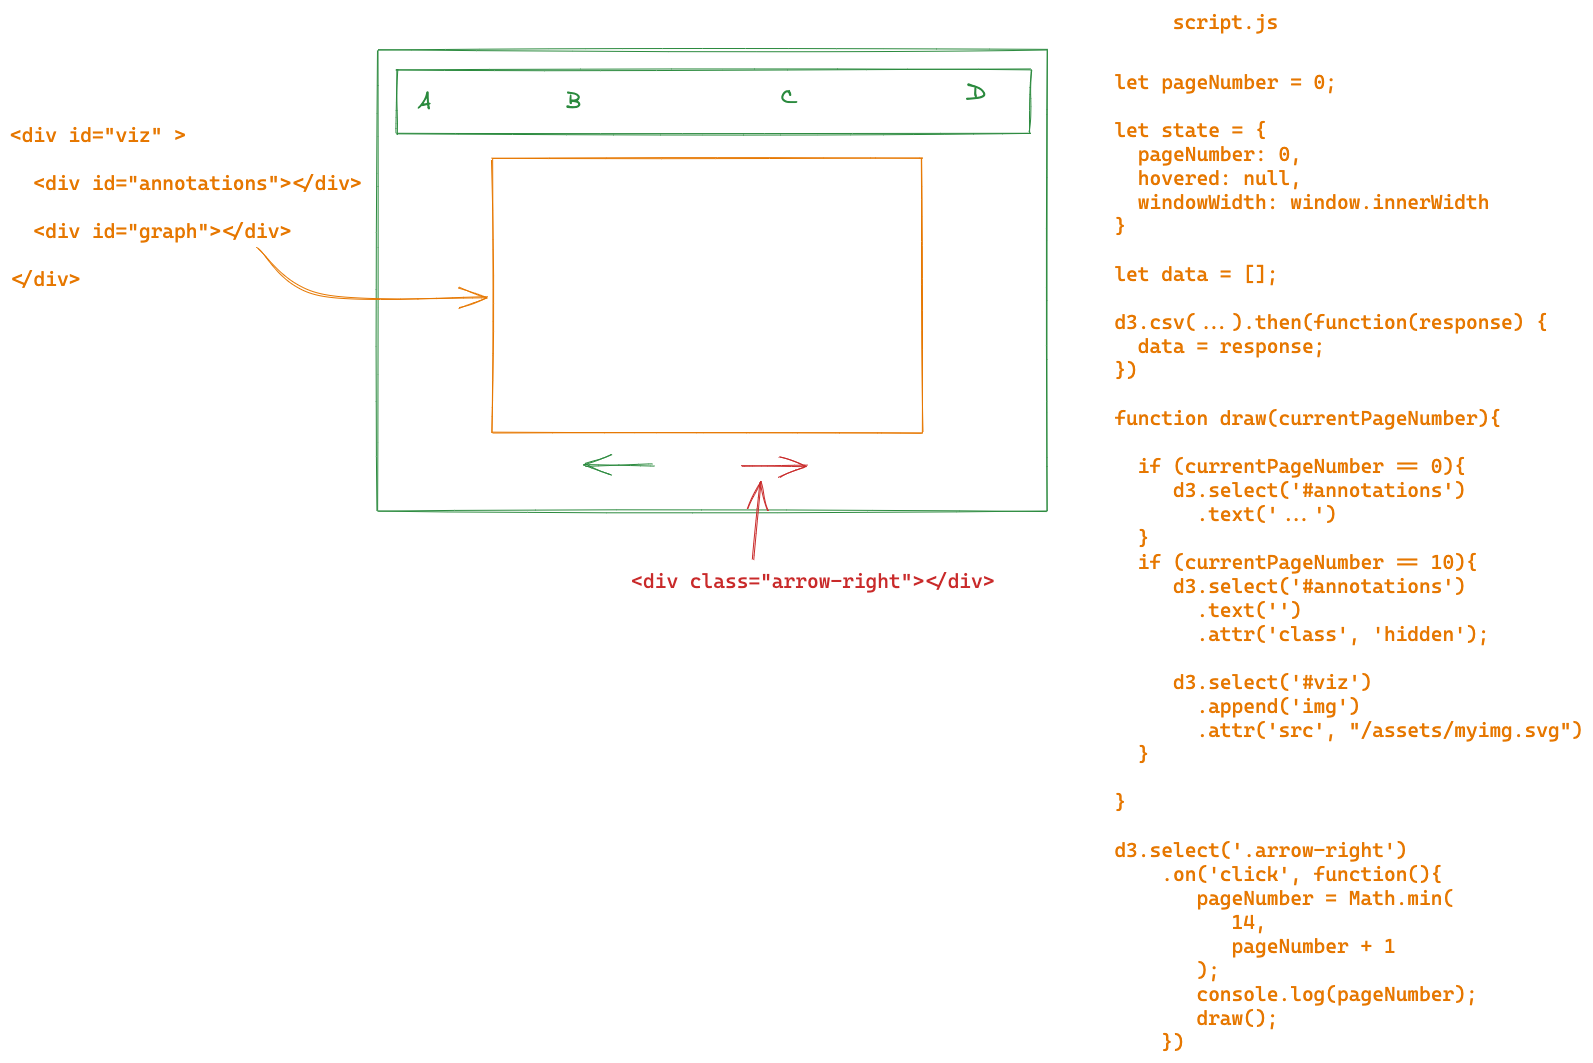 <div id="viz" >
<div id="annotations"></div>
<div id="graph"></div>
</div>
A B C D
<div class="arrow-right"></div>
script.js
let pageNumber = 0;
let state = {
pageNumber: 0,
hovered: null,
windowWidth: window.innerWidth
}
let data = [];
d3.csv(...).then(function(response) {
data = response;
})
function draw(currentPageNumber){
if (currentPageNumber == 0){
d3.select('#annotations')
.text('...')
}
if (currentPageNumber == 10){
d3.select('#annotations')
.text('')
.attr('class', 'hidden');
d3.select('#viz')
.append('img')
.attr('src', "/assets/myimg.svg")
}
}
d3.select('.arrow-right')
.on('click', function(){
pageNumber = Math.min(
14,
pageNumber + 1
);
console.log(pageNumber);
draw();
})